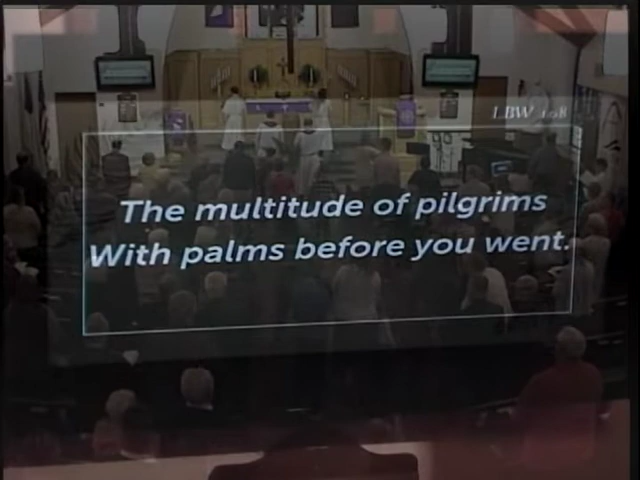 LBW 108
The multitude of pilgrims
With palms before you went.